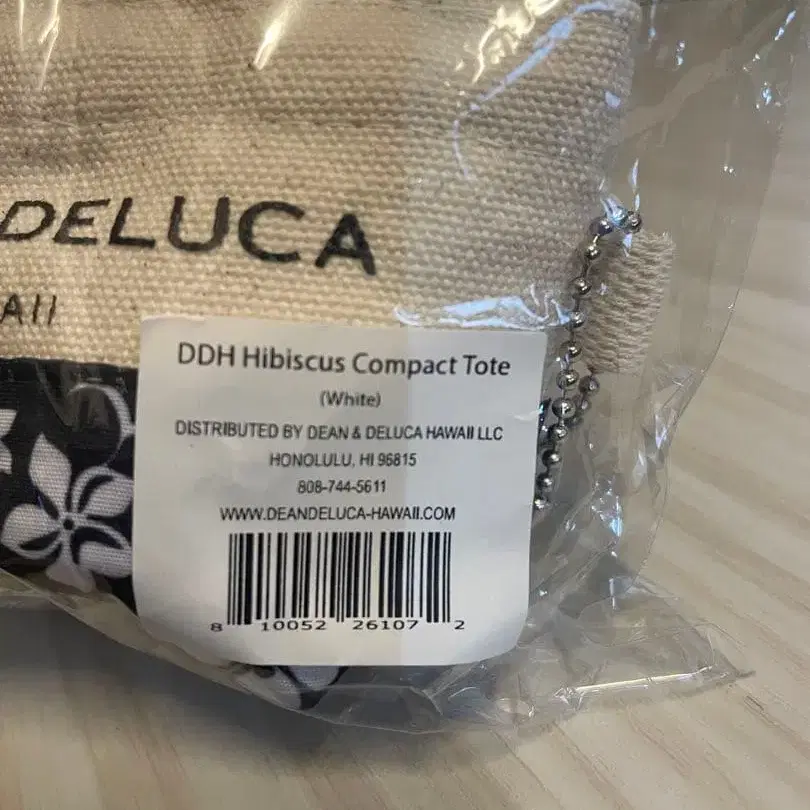 DELUCA
AII
DDH Hibiscus Compact Tote
(White)
DISTRIBUTED BY DEAN & DELUCA HAWAII LLC
HONOLULU, HI 96815
808-744-5611
WWW.DEANDELUCA-HAWAII.COM
8 10052 26107 2